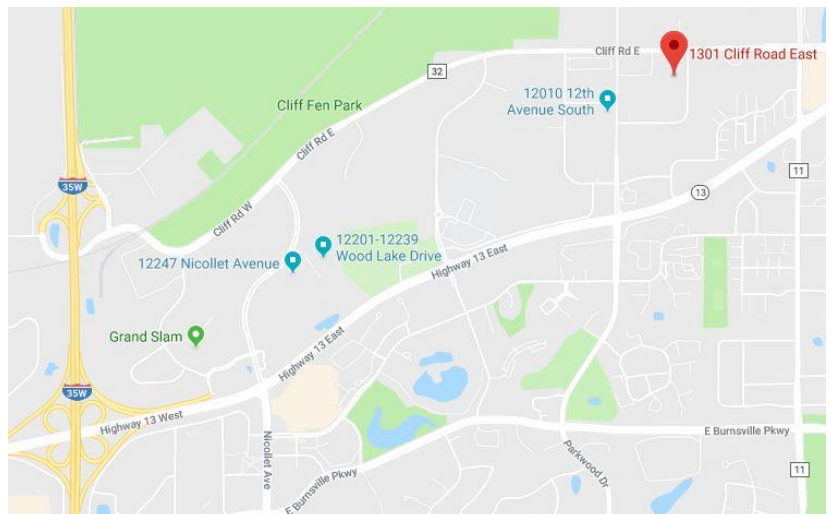 Cliff Rd E
1301 Cliff Road East
32
12010 12th
Avenue South
Cliff Fen Park
Cliff Rd E
11
35W
13
Cliff Rd W
12201-12239
Wood Lake Drive
12247 Nicollet Avenue
Highway 13 East
Grand Slam
Highway 13 East
35W
Highway 13 West
Nicollet Ave
E Burnsville Pkwy
Parkwood Dr
E Burnsville Pkwy
11